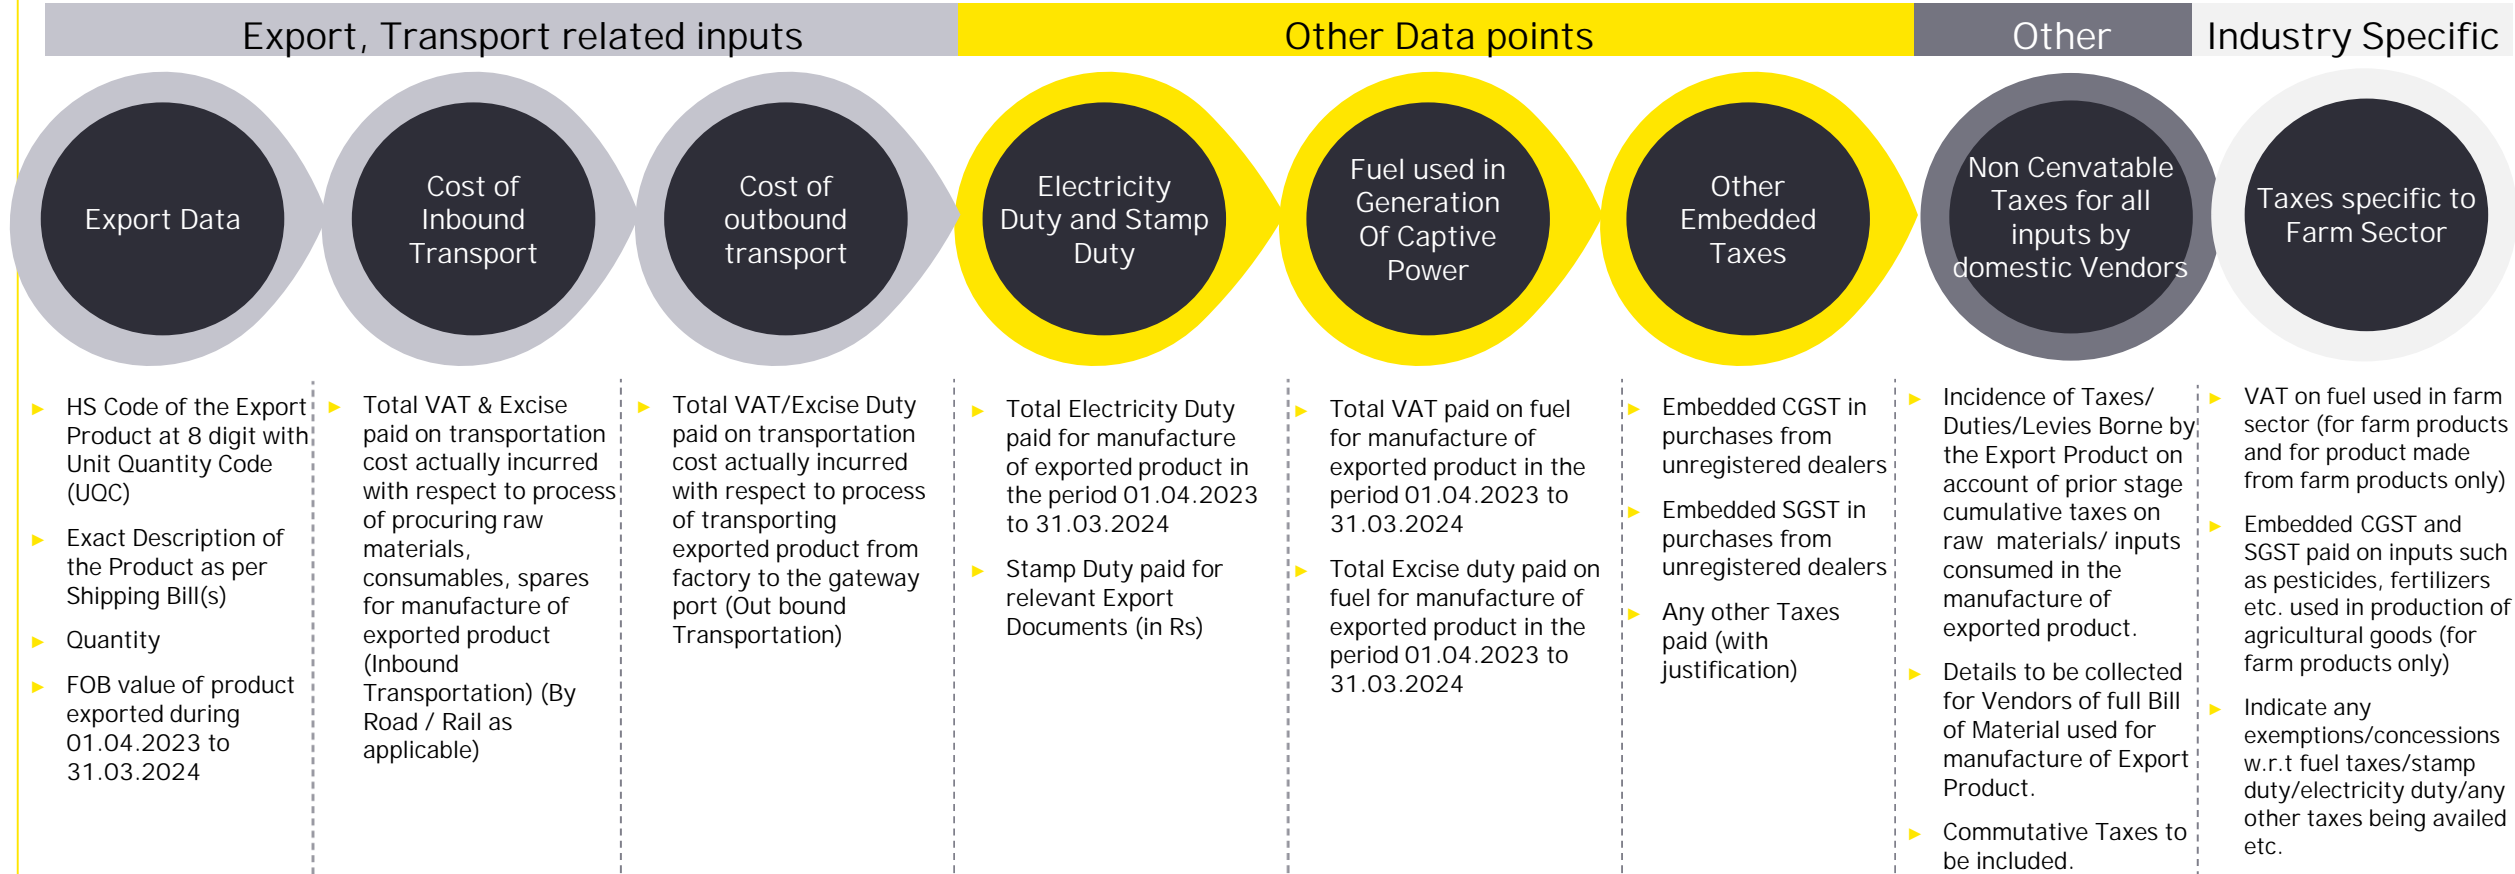 Export, Transport related inputs
Other Data points
Other
Industry Specific
Export Data
Cost of
Inbound
Transport
Cost of
outbound
transport
Electricity
Duty and Stamp
Duty
Fuel used in
Generation
Of Captive
Power
Other
Embedded
Taxes
Non Cenvatable
Taxes for all
inputs by
domestic Vendors
Taxes specific to
Farm Sector
► HS Code of the Export
Product at 8 digit with
Unit Quantity Code
(UQC)
► Exact Description of
the Product as per
Shipping Bill(s)
► Quantity
► FOB value of product
exported during
01.04.2023 to
31.03.2024
► Total VAT & Excise
paid on transportation
cost actually incurred
with respect to process
of procuring raw
materials,
consumables, spares
for manufacture of
exported product
(Inbound
Transportation) (By
Road / Rail as
applicable)
► Total VAT/Excise Duty
paid on transportation
cost actually incurred
with respect to process
of transporting
exported product from
factory to the gateway
port (Out bound
Transportation)
► Total Electricity Duty
paid for manufacture
of exported product in
the period 01.04.2023
to 31.03.2024
► Stamp Duty paid for
relevant Export
Documents (in Rs)
► Total VAT paid on fuel
for manufacture of
exported product in the
period 01.04.2023 to
31.03.2024
► Total Excise duty paid on
fuel for manufacture of
exported product in the
period 01.04.2023 to
31.03.2024
► Embedded CGST in
purchases from
unregistered dealers
► Embedded SGST in
purchases from
unregistered dealers
► Any other Taxes
paid (with
justification)
► Incidence of Taxes/
Duties/Levies Borne by
the Export Product on
account of prior stage
cumulative taxes on
raw materials/ inputs
consumed in the
manufacture of
exported product.
► Details to be collected
for Vendors of full Bill
of Material used for
manufacture of Export
Product.
► Commutative Taxes to
be included.
► VAT on fuel used in farm
sector (for farm products
and for product made
from farm products only)
► Embedded CGST and
SGST paid on inputs such
as pesticides, fertilizers
etc. used in production of
agricultural goods (for
farm products only)
► Indicate any
exemptions/concessions
w.r.t fuel taxes/stamp
duty/electricity duty/any
other taxes being availed
etc.